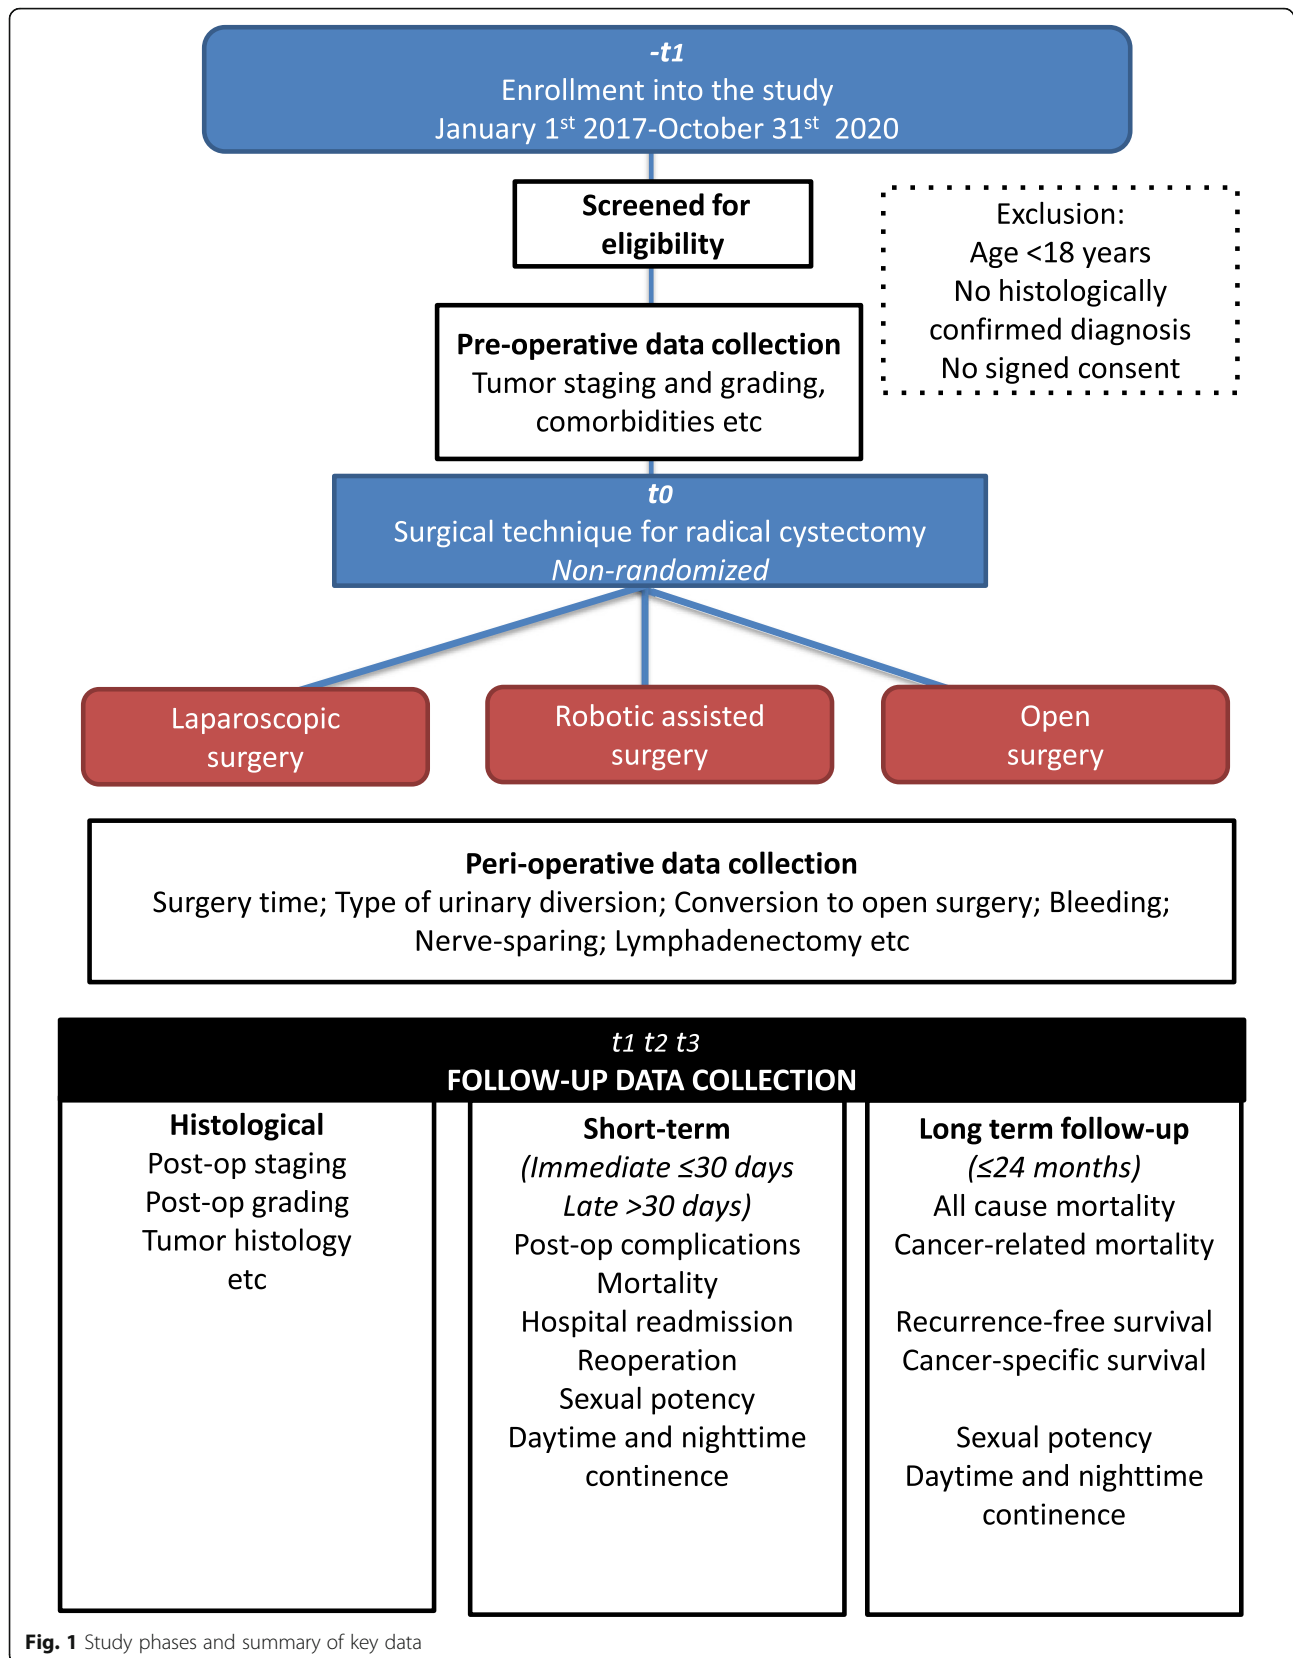 -t1
Enrollment into the study
January 1st 2017-October 31st 2020
Screened for
eligibility
Exclusion:
Age <18 years
No histologically
confirmed diagnosis
No signed consent
Pre-operative data collection
Tumor staging and grading,
comorbidities etc
t0
Surgical technique for radical cystectomy
Non-randomized
Laparoscopic
surgery
Robotic assisted
surgery
Open
surgery
Peri-operative data collection
Surgery time; Type of urinary diversion; Conversion to open surgery; Bleeding;
Nerve-sparing; Lymphadenectomy etc
t1 t2 t3
FOLLOW-UP DATA COLLECTION
Histological
Post-op staging
Post-op grading
Tumor histology
etc
Short-term
(Immediate ≤30 days
Late >30 days)
Post-op complications
Mortality
Hospital readmission
Reoperation
Sexual potency
Daytime and nighttime
continence
Long term follow-up
(≤24 months)
All cause mortality
Cancer-related mortality
Recurrence-free survival
Cancer-specific survival
Sexual potency
Daytime and nighttime
continence
Fig. 1 Study phases and summary of key data